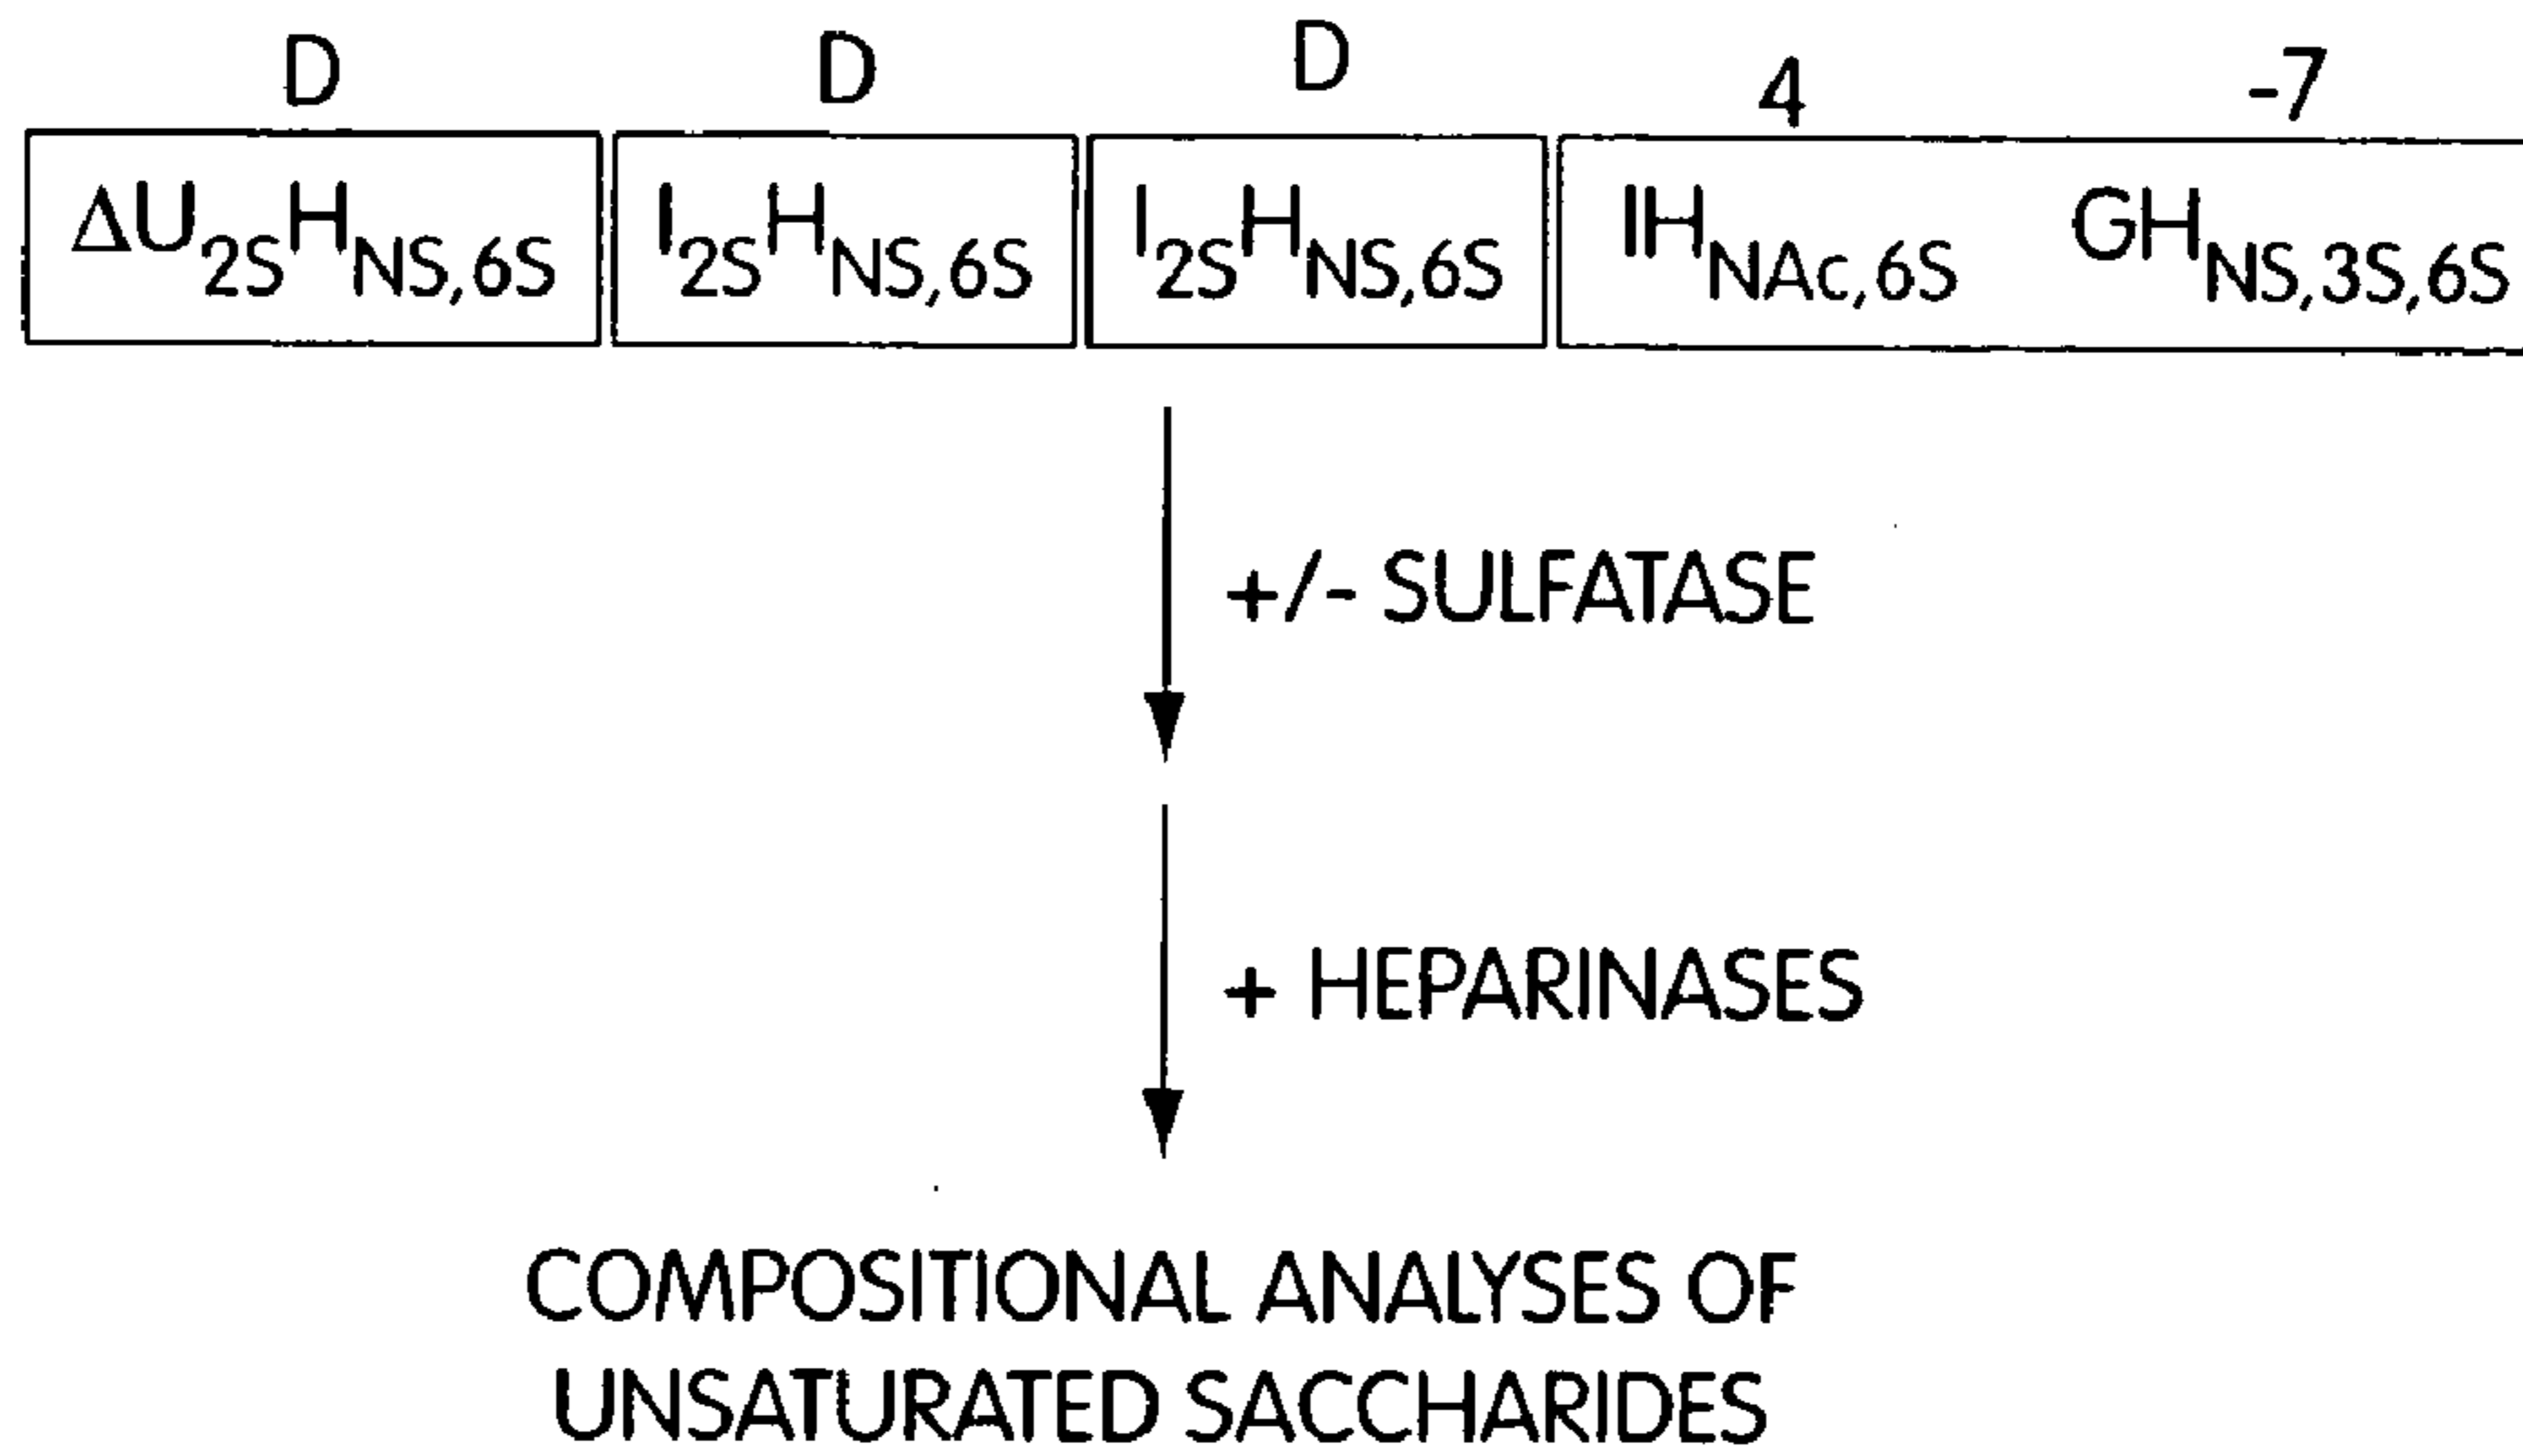 D D D 4 -7
ΔU2SHNS,6S I2SHNS,6S I2SHNS,6S IHNAc,6S GHNS,3S,6S
+/- SULFATASE
+ HEPARINASES
COMPOSITIONAL ANALYSES OF
UNSATURATED SACCHARIDES